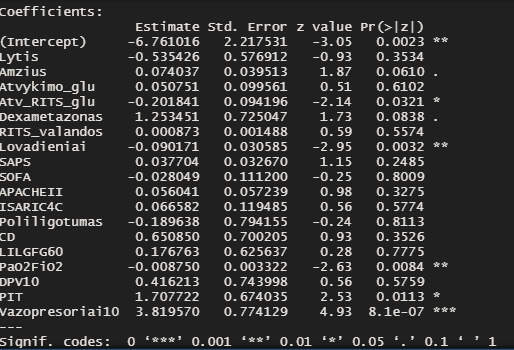 Coefficients:
Estimate Std. Error z value Pr(>|z|)
(Intercept) -6.761016 2.217531 -3.05 0.0023 **
Lytis -0.535426 0.576912 -0.93 0.3534
Amzius 0.074037 0.039513 1.87 0.0610 .
Atvykimo_glu 0.050751 0.099561 0.51 0.6102
Atv_RITS_glu -0.201841 0.094196 -2.14 0.0321 *
Dexametazonas 1.253451 0.725047 1.73 0.0838 .
RITS_valandos 0.000873 0.001488 0.59 0.5574
Lovadieniai -0.090171 0.030585 -2.95 0.0032 **
SAPS 0.037704 0.032670 1.15 0.2485
SOFA -0.028049 0.111200 -0.25 0.8009
APACHEII 0.056041 0.057239 0.98 0.3275
ISARIC4C 0.066582 0.119485 0.56 0.5774
Poliligotumas -0.189638 0.794155 -0.24 0.8113
CD 0.650850 0.700205 0.93 0.3526
LILGFG60 0.176763 0.625637 0.28 0.7775
PaO2FiO2 -0.008750 0.003322 -2.63 0.0084 **
DPV10 0.416213 0.743998 0.56 0.5759
PIT 1.707722 0.674035 2.53 0.0113 *
Vazopresoriai10 3.819570 0.774129 4.93 8.1e-07 ***
---
Signif. codes: 0 ‘***’ 0.001 ‘**’ 0.01 ‘*’ 0.05 ‘.’ 0.1 ‘ ’ 1